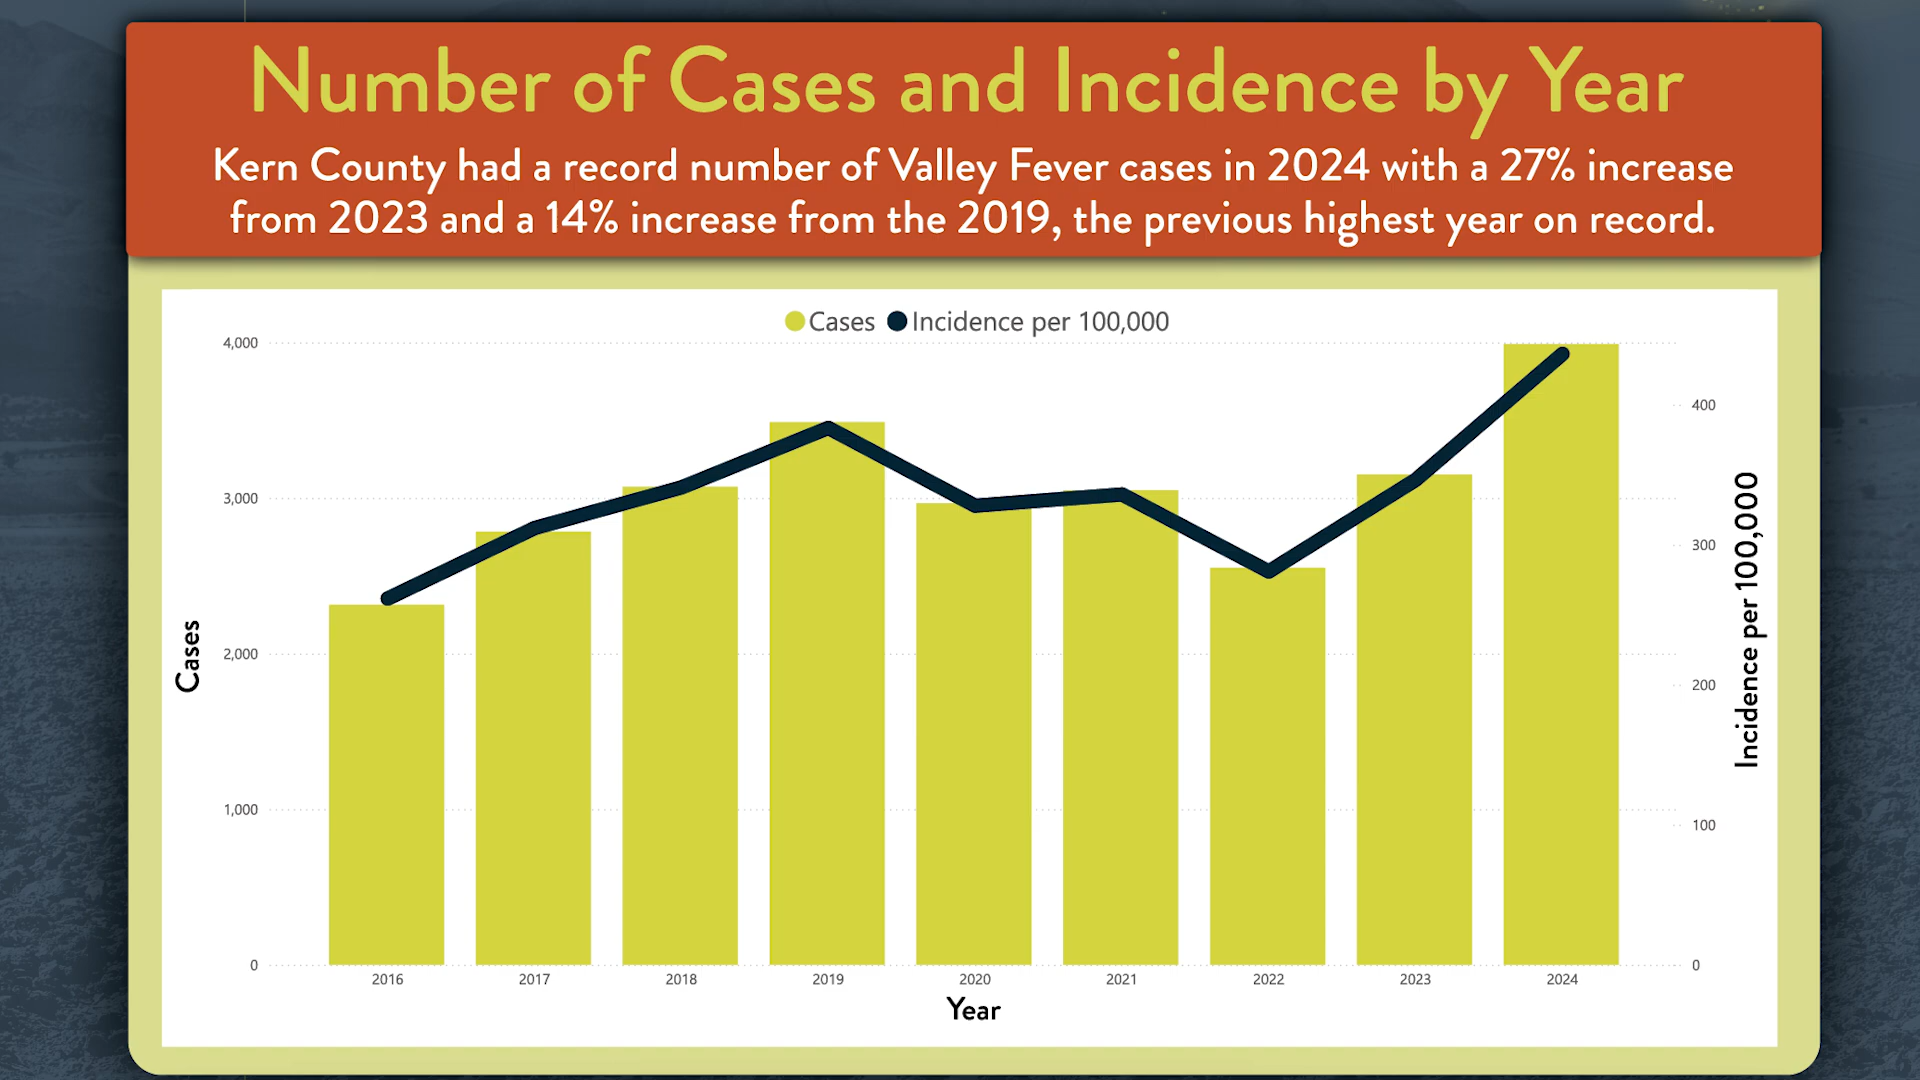 Number of Cases and Incidence by Year
Kern County had a record number of Valley Fever cases in 2024 with a 27% increase
from 2023 and a 14% increase from the 2019, the previous highest year on record.
Cases Incidence per 100,000
4,000
3,000
2,000
1,000
0
Cases
400
300
200
100
0
Incidence per 100,000
2016 2017 2018 2019 2020 2021 2022 2023 2024
Year